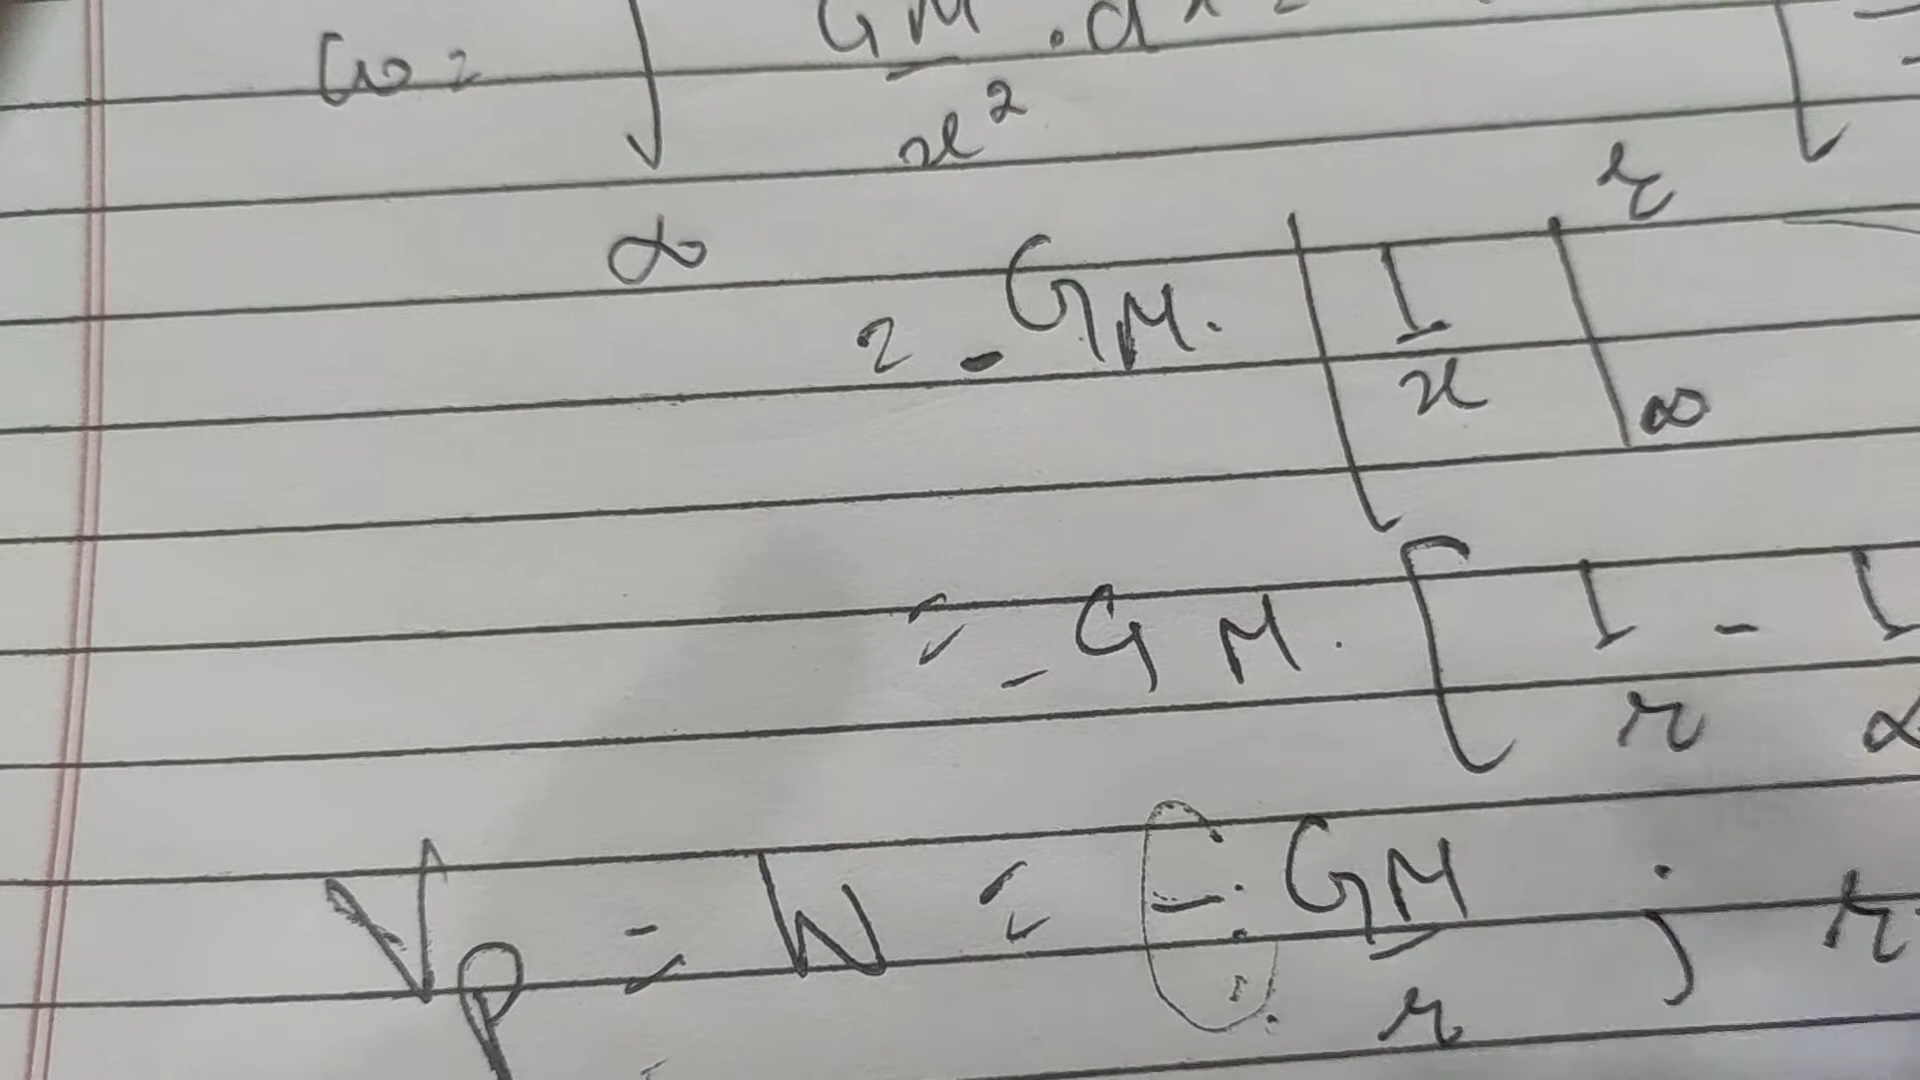 W = ∫ GM/x² . dx =
∞
= - GM. | 1/x | r ∞
= - GM. [ 1/r - 1/∞
Vp = W = - GM/r ; r